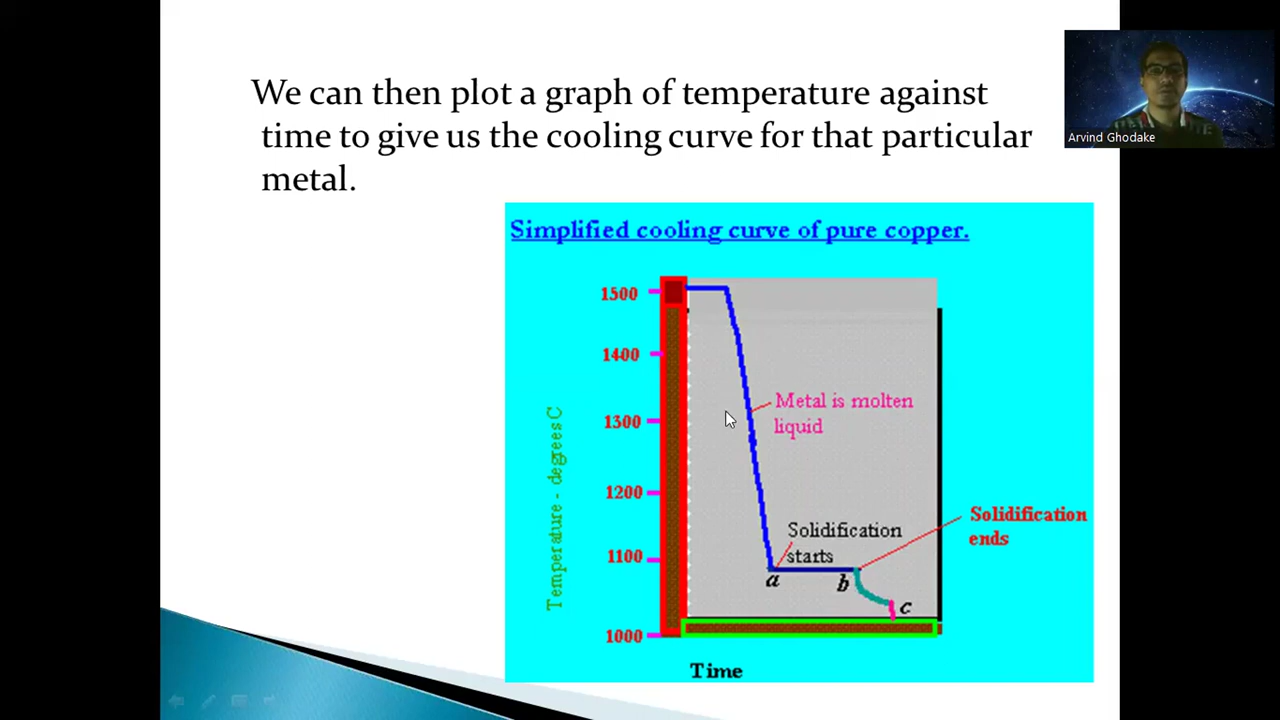 We can then plot a graph of temperature against
time to give us the cooling curve for that particular
metal.
Arvind Ghodake
Simplified cooling curve of pure copper.
1500
1400
1300
1200
1100
1000
Temperature - degrees C
Metal is molten
liquid
Solidification
starts
a
b
c
Solidification
ends
Time